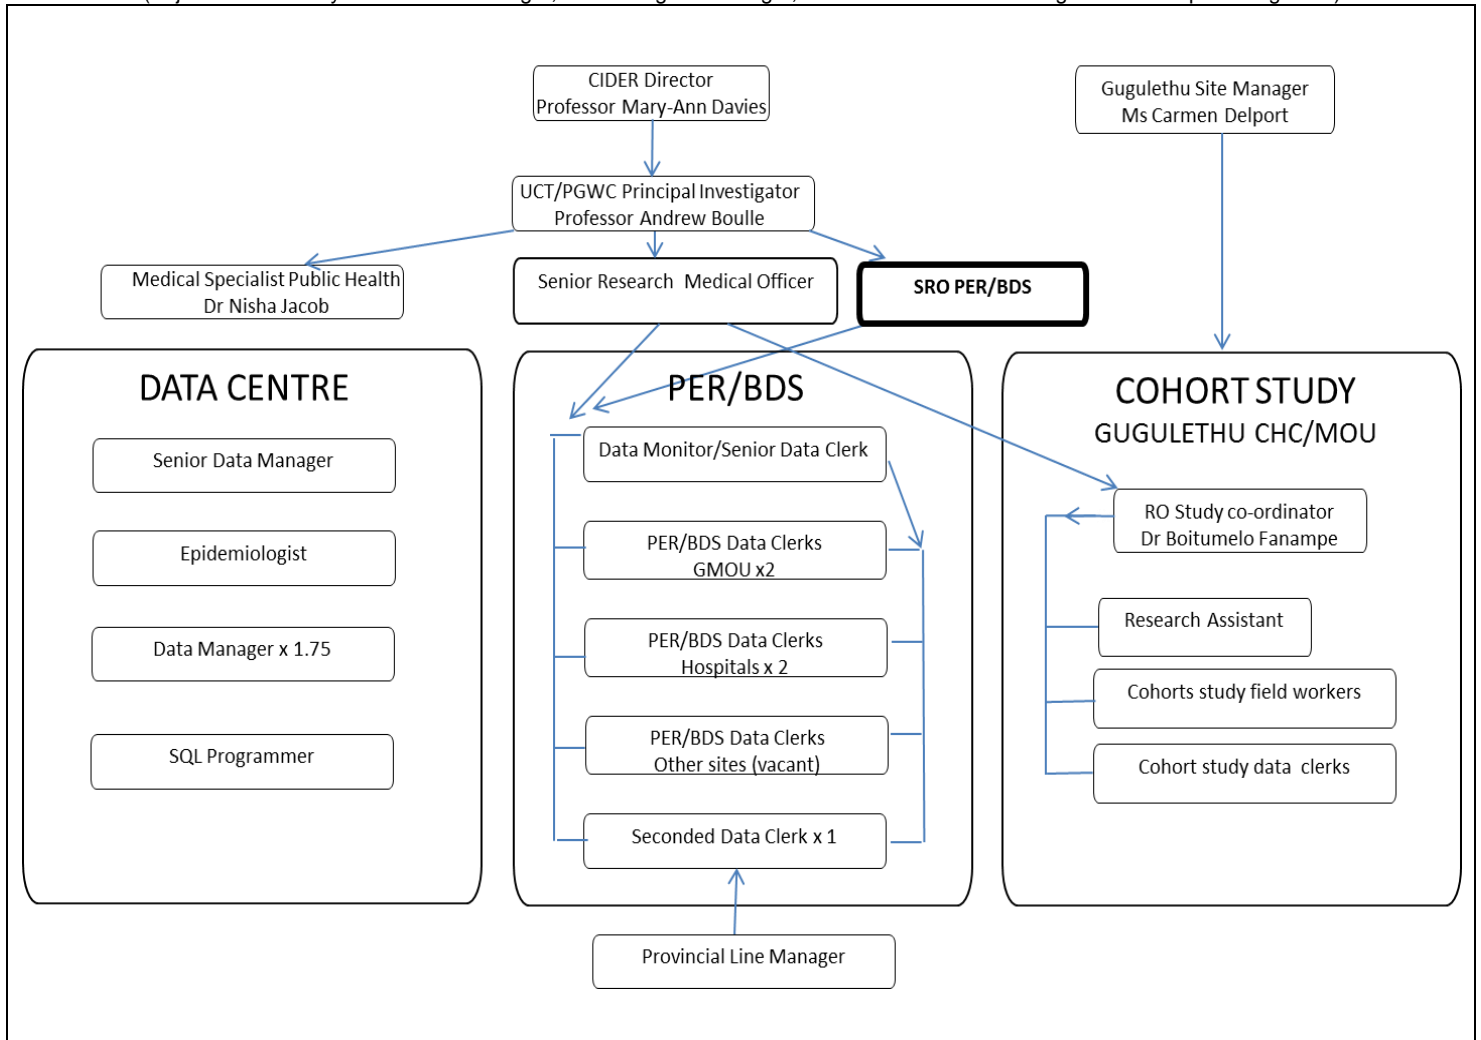 CIDER Director
Professor Mary-Ann Davies
Gugulethu Site Manager
Ms Carmen Delport
UCT/PGWC Principal Investigator
Professor Andrew Boulle
Medical Specialist Public Health
Dr Nisha Jacob
Senior Research Medical Officer
SRO PER/BDS
DATA CENTRE
Senior Data Manager
Epidemiologist
Data Manager x 1.75
SQL Programmer
PER/BDS
Data Monitor/Senior Data Clerk
PER/BDS Data Clerks
GMOU x2
PER/BDS Data Clerks
Hospitals x 2
PER/BDS Data Clerks
Other sites (vacant)
Seconded Data Clerk x 1
Provincial Line Manager
COHORT STUDY
GUGULETHU CHC/MOU
RO Study co-ordinator
Dr Boitumelo Fanampe
Research Assistant
Cohorts study field workers
Cohort study data clerks